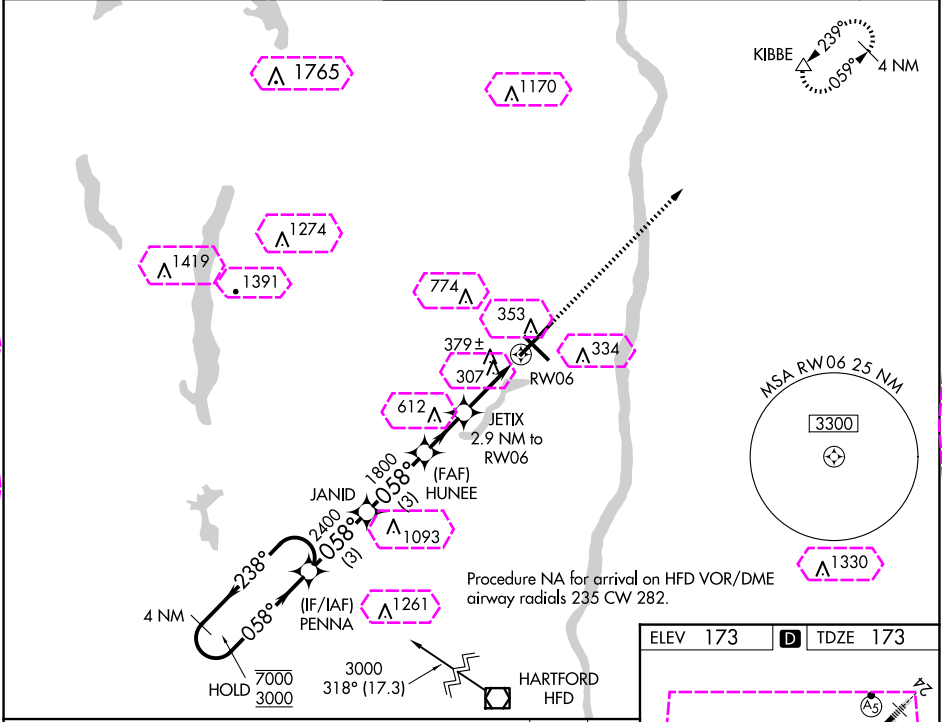 1765
1170
KIBBE
239°
059°
4 NM
1274
1419
1391
774
353
379±
307
334
RW06
612
JETIX
2.9 NM to
RW06
MSA RW06 25 NM
3300
1800
058°
(3)
(FAF)
HUNEE
JANID
2400
058°
(3)
1093
1330
238°
058°
4 NM
(IF/IAF)
PENNA
1261
Procedure NA for arrival on HFD VOR/DME
airway radials 235 CW 282.
HOLD
7000
3000
3000
318° (17.3)
HARTFORD
HFD
ELEV 173 D TDZE 173
24
A5